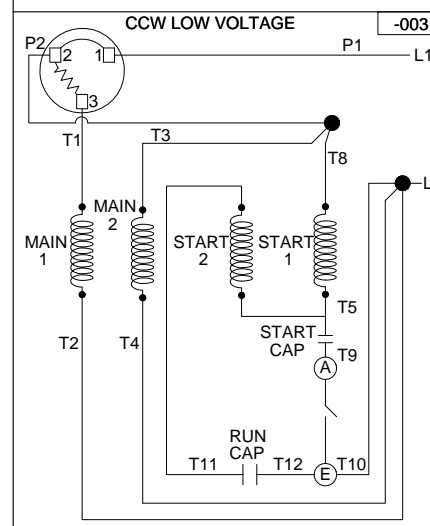 CCW LOW VOLTAGE
-003
P2
2
1
P1
L1
3
T1
T3
T8
L
MAIN
1
MAIN
2
START
2
START
1
T5
START
CAP
T2
T4
T9
A
RUN
CAP
T11
T12
E
T10